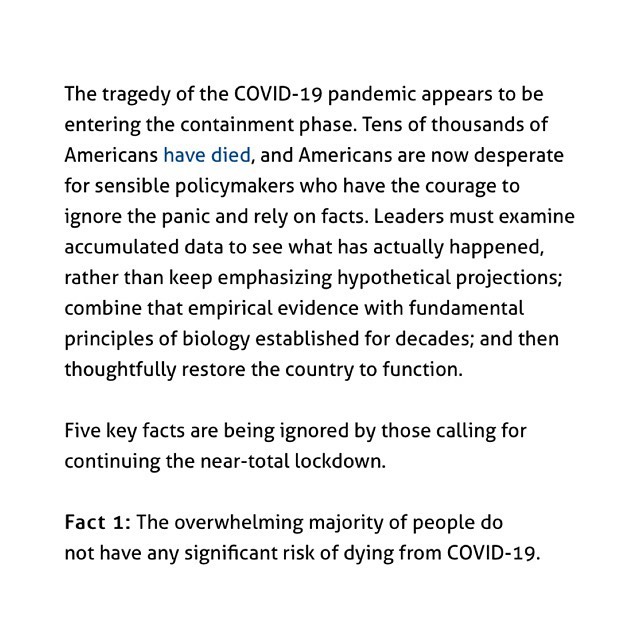 The tragedy of the COVID-19 pandemic appears to be
entering the containment phase. Tens of thousands of
Americans have died, and Americans are now desperate
for sensible policymakers who have the courage to
ignore the panic and rely on facts. Leaders must examine
accumulated data to see what has actually happened,
rather than keep emphasizing hypothetical projections;
combine that empirical evidence with fundamental
principles of biology established for decades; and then
thoughtfully restore the country to function.
Five key facts are being ignored by those calling for
continuing the near-total lockdown.
Fact 1: The overwhelming majority of people do
not have any significant risk of dying from COVID-19.